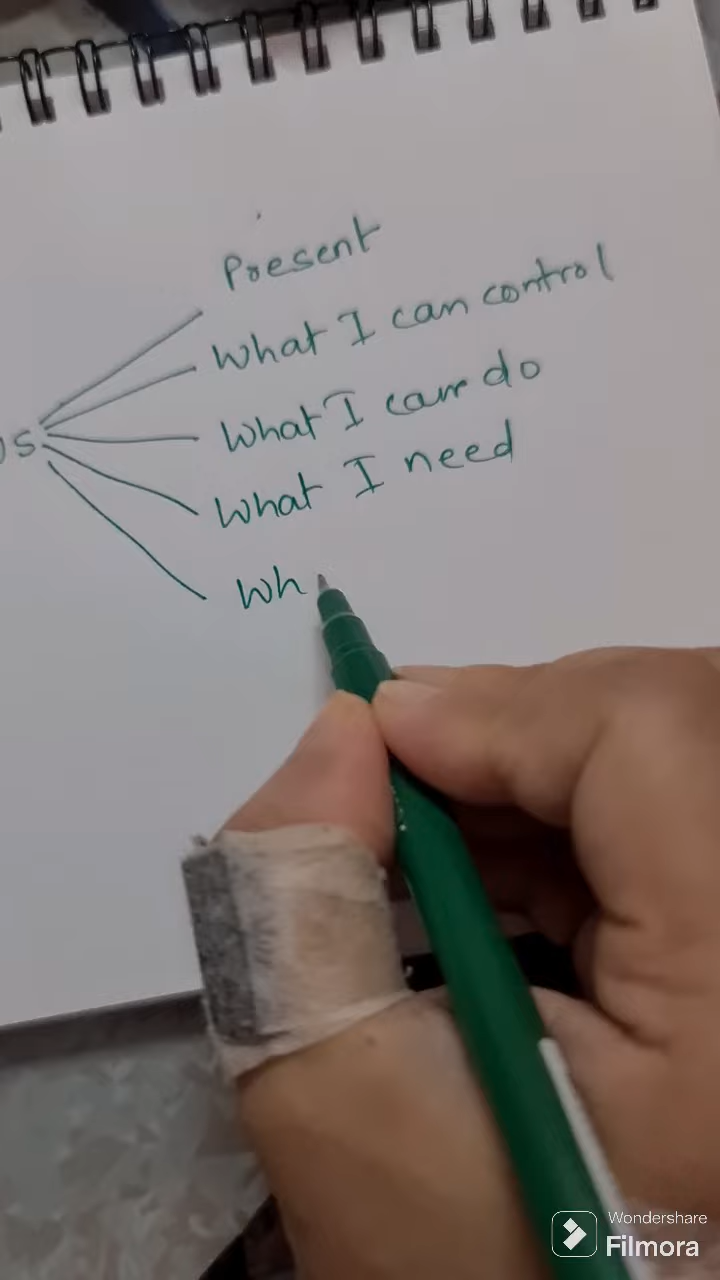 Present
What I can control
What I can do
What I need
Wh
Wondershare
Filmora